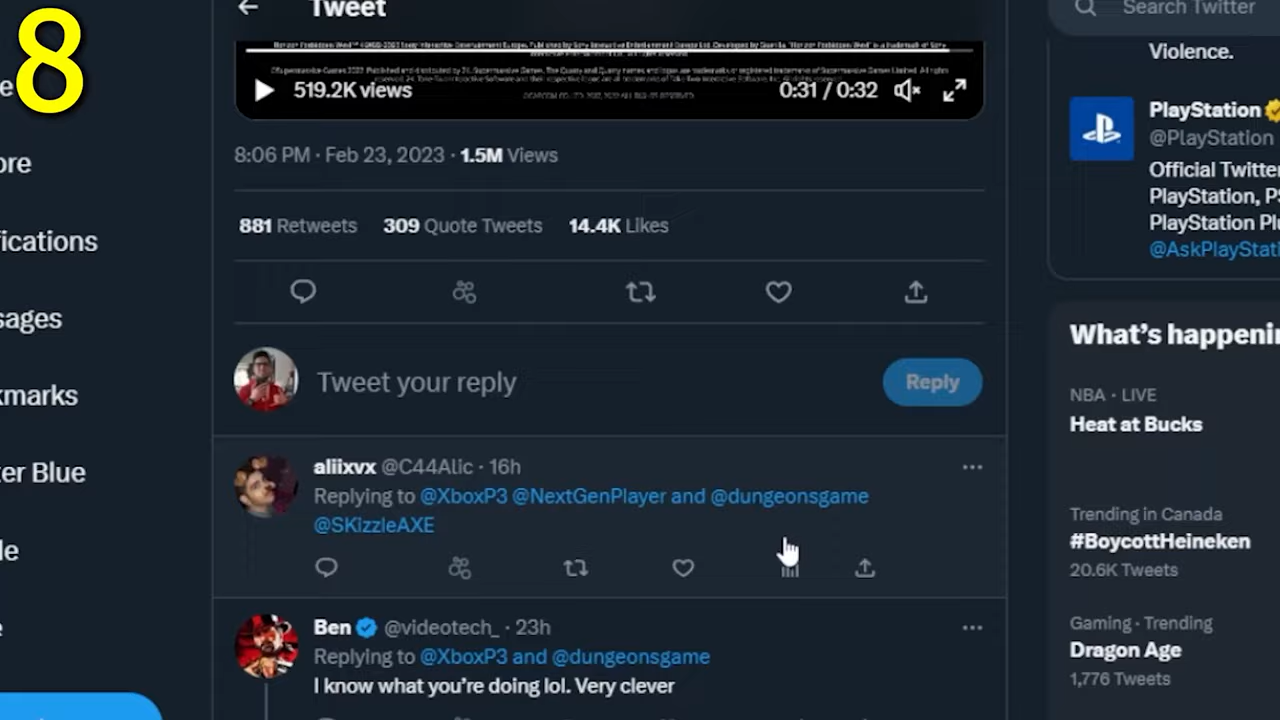 8
Tweet
519.2K views
0:31 / 0:32
8:06 PM · Feb 23, 2023 · 1.5M Views
881 Retweets 309 Quote Tweets 14.4K Likes
Tweet your reply
Reply
aliixvx @C44Alic · 16h
Replying to @XboxP3 @NextGenPlayer and @dungeonsgame
@SKizzleAXE
Ben @videotech_ · 23h
Replying to @XboxP3 and @dungeonsgame
I know what you're doing lol. Very clever
e
ore
ications
sages
kmarks
er Blue
le
e
Search Twitter
Violence.
PlayStation
@PlayStation
Official Twitter
PlayStation, PS
PlayStation Plu
@AskPlayStati
What's happenin
NBA · LIVE
Heat at Bucks
Trending in Canada
#BoycottHeineken
20.6K Tweets
Gaming · Trending
Dragon Age
1,776 Tweets